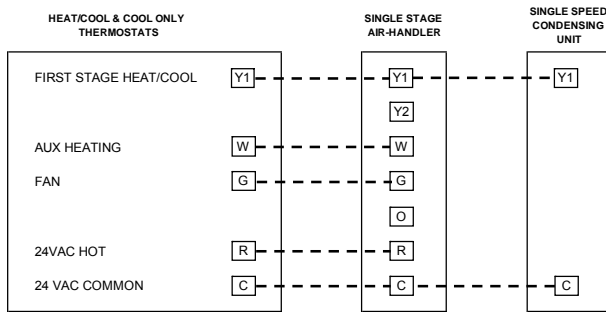 HEAT/COOL & COOL ONLY
THERMOSTATS
SINGLE STAGE
AIR-HANDLER
SINGLE SPEED
CONDENSING
UNIT
FIRST STAGE HEAT/COOL Y1 Y1 Y1
Y2
AUX HEATING W W
FAN G G
O
24VAC HOT R R
24 VAC COMMON C C C